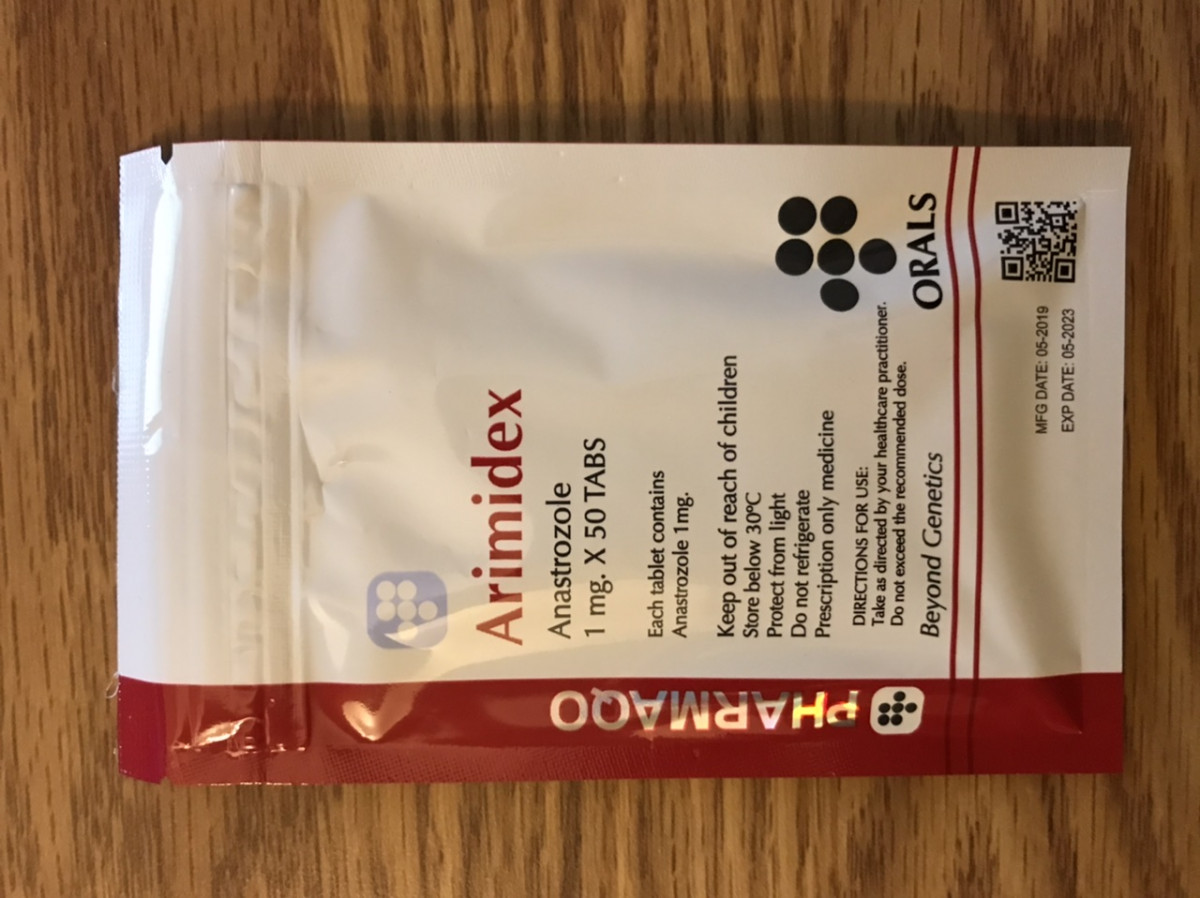 Arimidex
Anastrozole
1 mg. X 50 TABS
Each tablet contains
Anastrozole 1mg.
Keep out of reach of children
Store below 30ºC
Protect from light
Do not refrigerate
Prescription only medicine
DIRECTIONS FOR USE:
Take as directed by your healthcare practitioner.
Do not exceed the recommended dose.
Beyond Genetics
ORALS
MFG DATE: 05-2019
EXP DATE: 05-2023
PHARMAQO